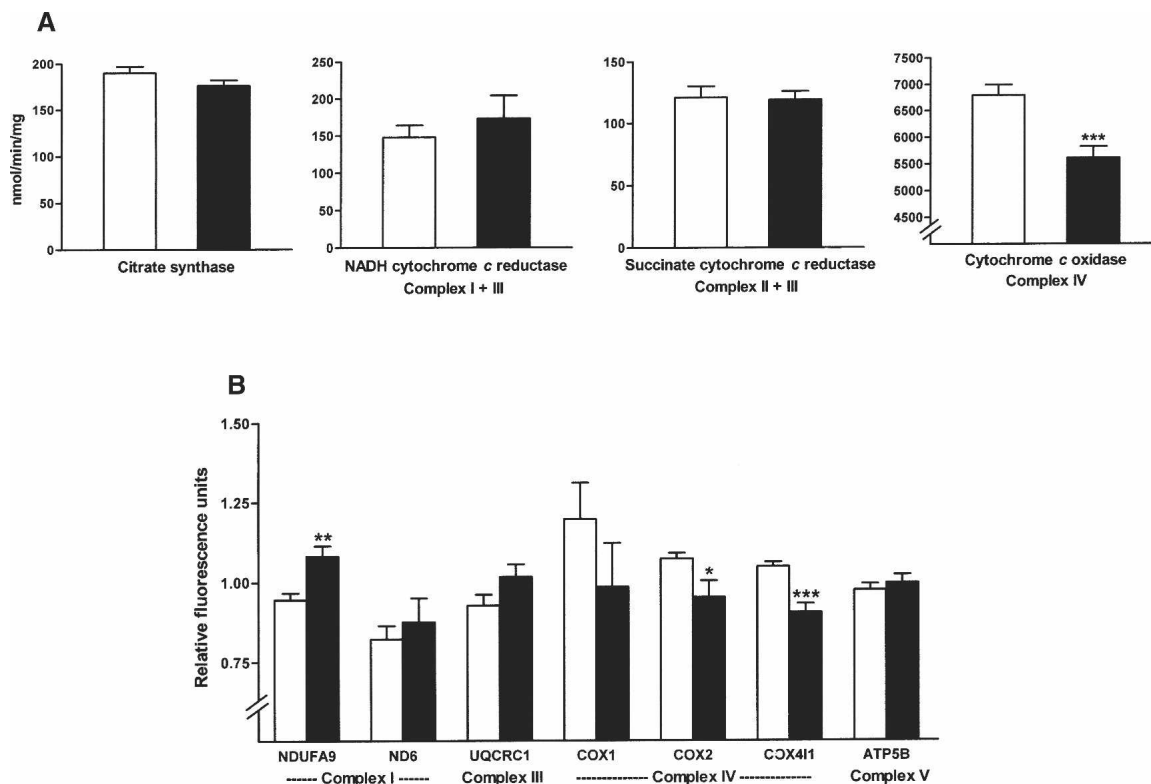 A
nmol/min/mg
200
150
100
50
0
Citrate synthase
250
200
150
100
50
0
NADH cytochrome c reductase
Complex I + III
150
100
50
0
Succinate cytochrome c reductase
Complex II + III
7500
7000
6500
6000
5500
5000
4500
***
Cytochrome c oxidase
Complex IV
B
Relative fluorescence units
1.50
1.25
1.00
0.75
**
*
***
NDUFA9 ND6 UQCRC1 COX1 COX2 COX4I1 ATP5B
------ Complex I ------ Complex III -------------- Complex IV -------------- Complex V